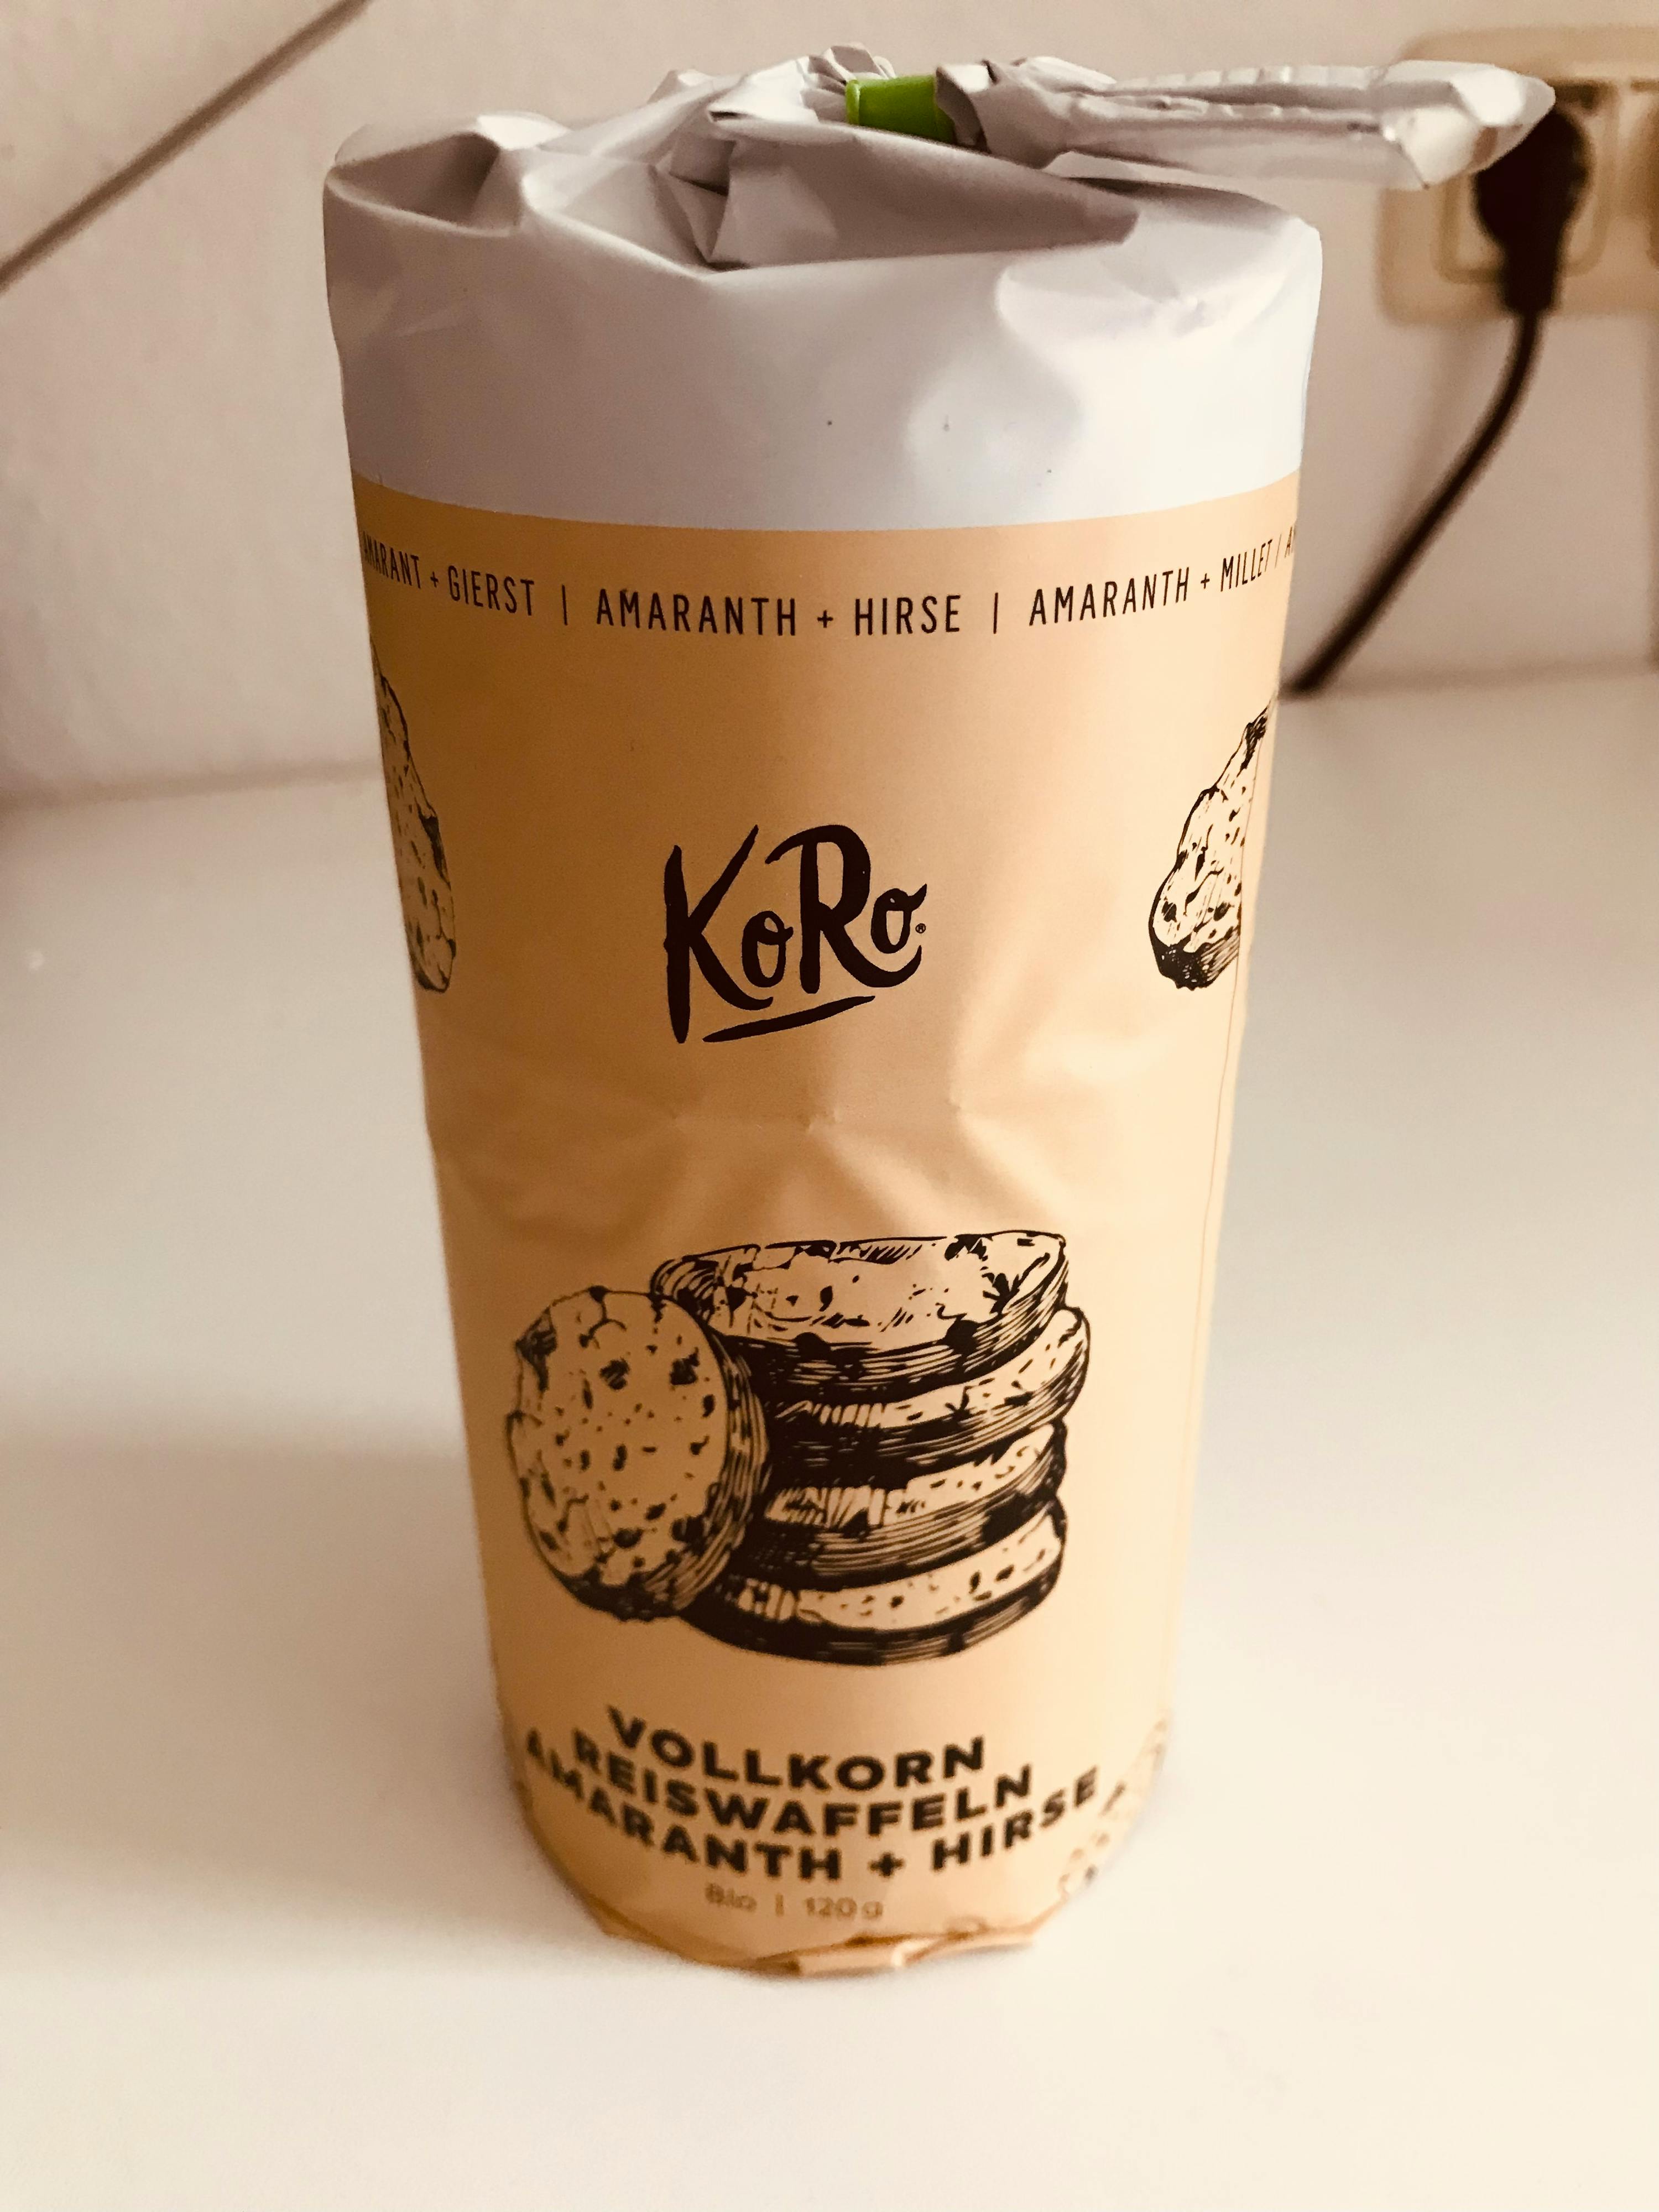 AMARANT + GIERST | AMARANTH + HIRSE | AMARANTH + MILLET |
KoRo®
VOLLKORN
REISWAFFELN
AMARANTH + HIRSE
Bio | 120 g